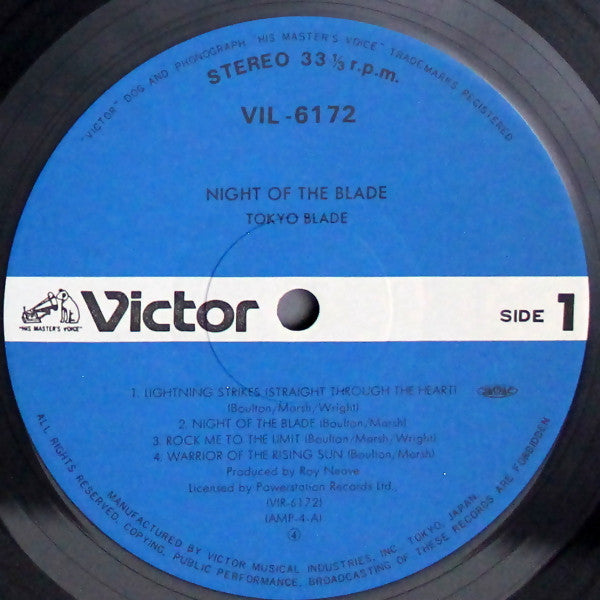 "VICTOR" DOG AND PHONOGRAPH "HIS MASTER'S VOICE" TRADEMARKS REGISTERED
STEREO 33 1/3 r.p.m.
VIL-6172
NIGHT OF THE BLADE
TOKYO BLADE
"HIS MASTER'S VOICE"
Victor
SIDE 1
1. LIGHTNING STRIKES (STRAIGHT THROUGH THE HEART)
(Boulton/Marsh/Wright)
2. NIGHT OF THE BLADE (Boulton/Marsh)
3. ROCK ME TO THE LIMIT (Boulton/Marsh/Wright)
4. WARRIOR OF THE RISING SUN (Boulton/Marsh)
Produced by Roy Neave
Licensed by Powerstation Records Ltd.,
(VIR-6172)
(AMP-4-A)
④
ALL RIGHTS RESERVED. COPYING, PUBLIC PERFORMANCE, BROADCASTING OF THESE RECORDS ARE FORBIDDEN
MANUFACTURED BY VICTOR MUSICAL INDUSTRIES, INC. TOKYO, JAPAN